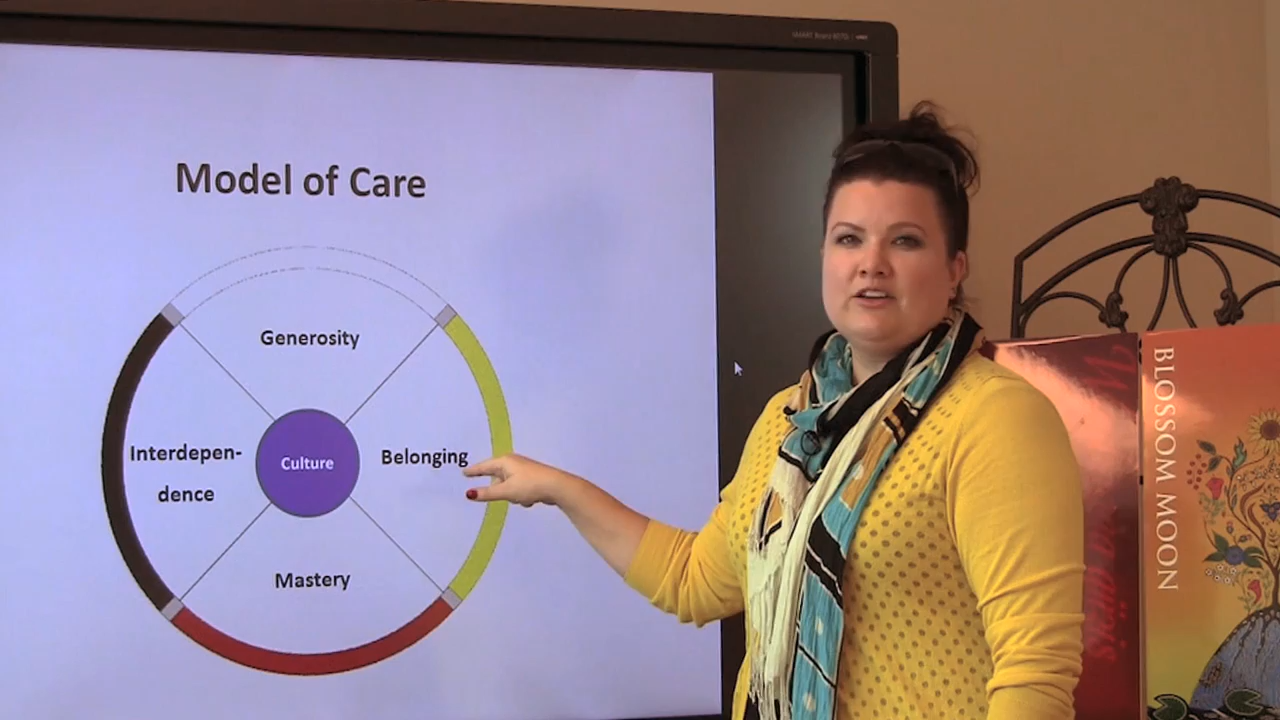 Model of Care
Generosity
Interdepen-
dence
Culture
Belonging
Mastery
BLOSSOM MOON